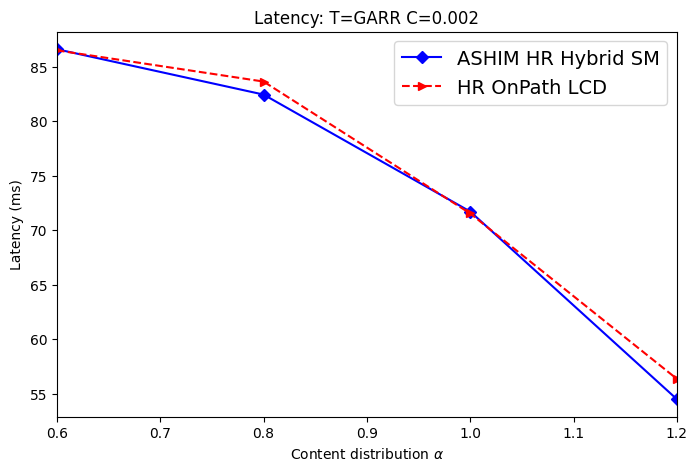 Latency: T=GARR C=0.002
ASHIM HR Hybrid SM
HR OnPath LCD
Latency (ms)
85
80
75
70
65
60
55
0.6 0.7 0.8 0.9 1.0 1.1 1.2
Content distribution α